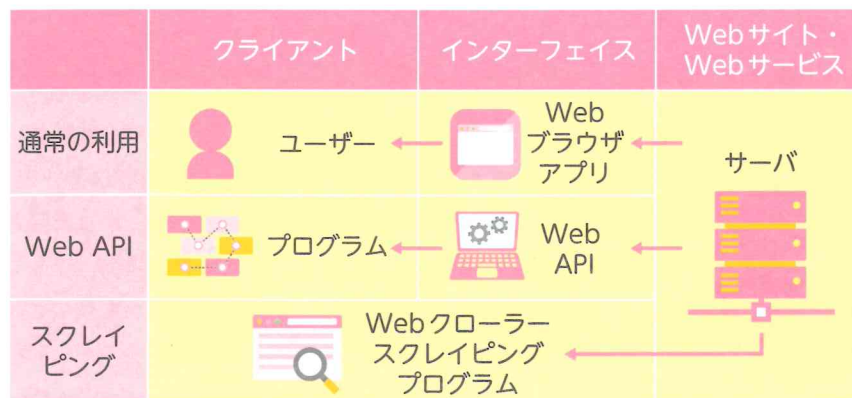 クライアント
インターフェイス
Webサイト・
Webサービス
通常の利用
ユーザー
Web
ブラウザ
アプリ
サーバ
Web API
プログラム
Web
API
スクレイ
ピング
Webクローラー
スクレイピング
プログラム